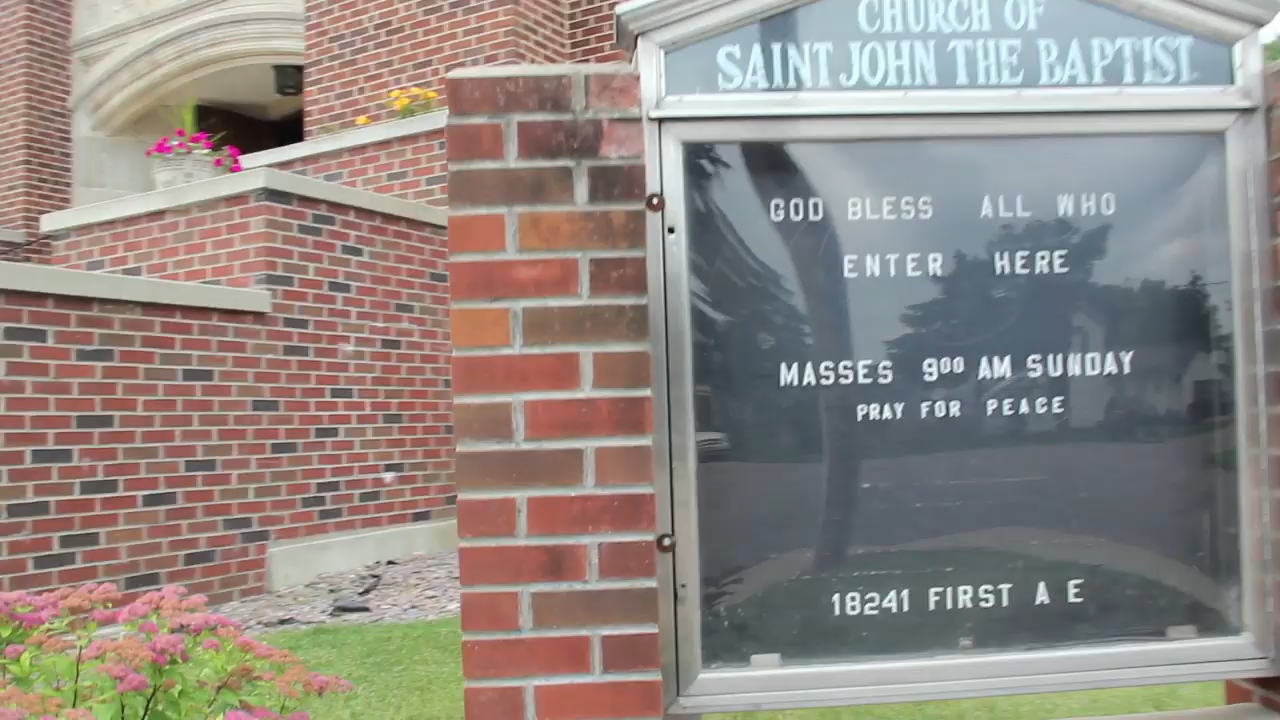 CHURCH OF
SAINT JOHN THE BAPTIST
GOD BLESS ALL WHO
ENTER HERE
MASSES 9⁰⁰ AM SUNDAY
PRAY FOR PEACE
18241 FIRST A E